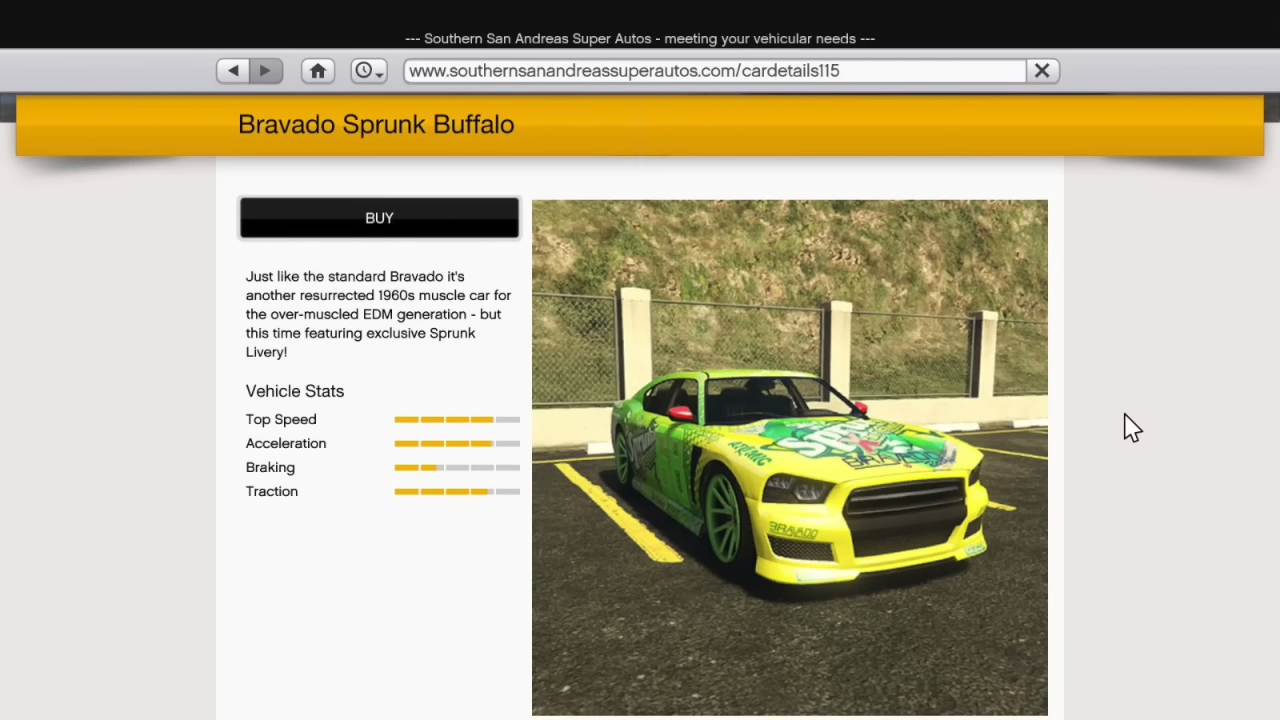 --- Southern San Andreas Super Autos - meeting your vehicular needs ---
www.southernsanandreassuperautos.com/cardetails115
Bravado Sprunk Buffalo
BUY
Just like the standard Bravado it's
another resurrected 1960s muscle car for
the over-muscled EDM generation - but
this time featuring exclusive Sprunk
Livery!
Vehicle Stats
Top Speed
Acceleration
Braking
Traction
BRAVADO